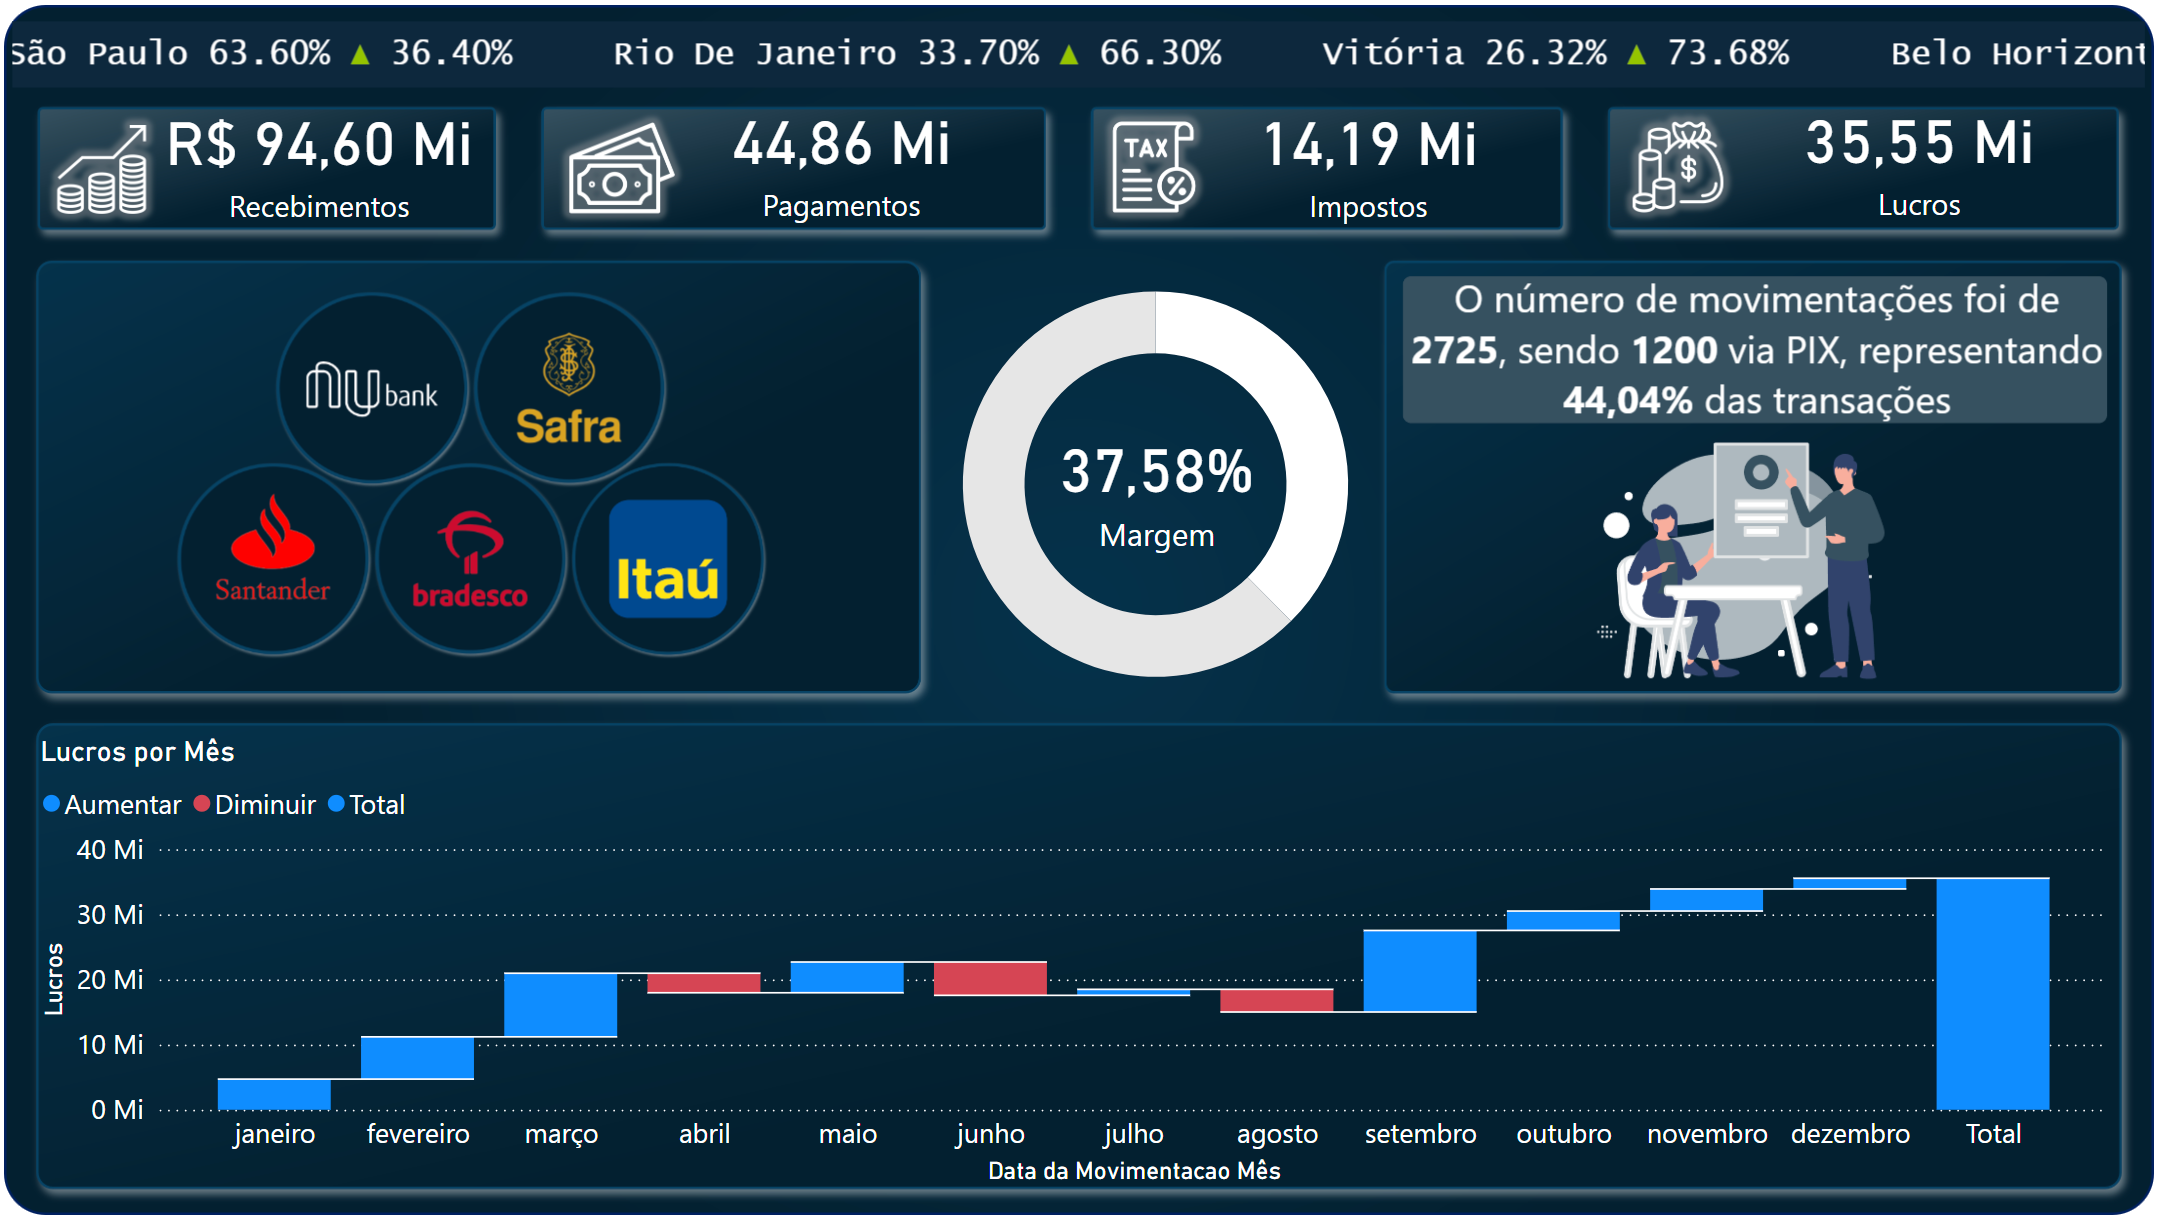 São Paulo 63.60% ▲ 36.40% Rio De Janeiro 33.70% ▲ 66.30% Vitória 26.32% ▲ 73.68% Belo Horizont
R$ 94,60 Mi
Recebimentos
44,86 Mi
Pagamentos
TAX
%
14,19 Mi
Impostos
$
35,55 Mi
Lucros
nu bank
Safra
Santander
bradesco
Itaú
37,58%
Margem
O número de movimentações foi de
2725, sendo 1200 via PIX, representando
44,04% das transações
Lucros por Mês
Aumentar Diminuir Total
Lucros
40 Mi
30 Mi
20 Mi
10 Mi
0 Mi
janeiro fevereiro março abril maio junho julho agosto setembro outubro novembro dezembro Total
Data da Movimentacao Mês